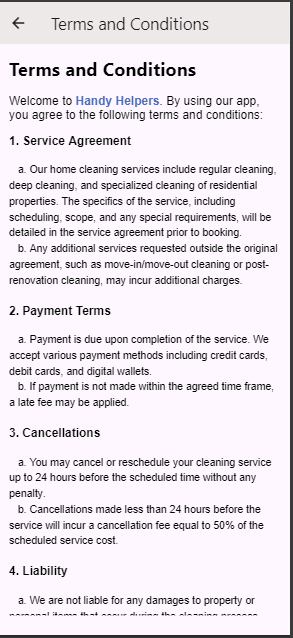 Terms and Conditions
Terms and Conditions
Welcome to Handy Helpers. By using our app,
you agree to the following terms and conditions:
1. Service Agreement
a. Our home cleaning services include regular cleaning,
deep cleaning, and specialized cleaning of residential
properties. The specifics of the service, including
scheduling, scope, and any special requirements, will be
detailed in the service agreement prior to booking.
b. Any additional services requested outside the original
agreement, such as move-in/move-out cleaning or post-
renovation cleaning, may incur additional charges.
2. Payment Terms
a. Payment is due upon completion of the service. We
accept various payment methods including credit cards,
debit cards, and digital wallets.
b. If payment is not made within the agreed time frame,
a late fee may be applied.
3. Cancellations
a. You may cancel or reschedule your cleaning service
up to 24 hours before the scheduled time without any
penalty.
b. Cancellations made less than 24 hours before the
service will incur a cancellation fee equal to 50% of the
scheduled service cost.
4. Liability
a. We are not liable for any damages to property or
personal items that occur during the cleaning process